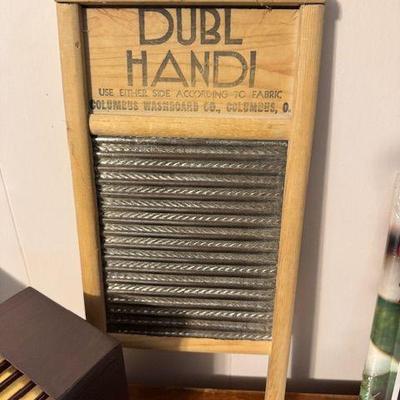 DUBL
HANDI
USE EITHER SIDE ACCORDING TO FABRIC
COLUMBUS WASHBOARD CO., COLUMBUS, O.